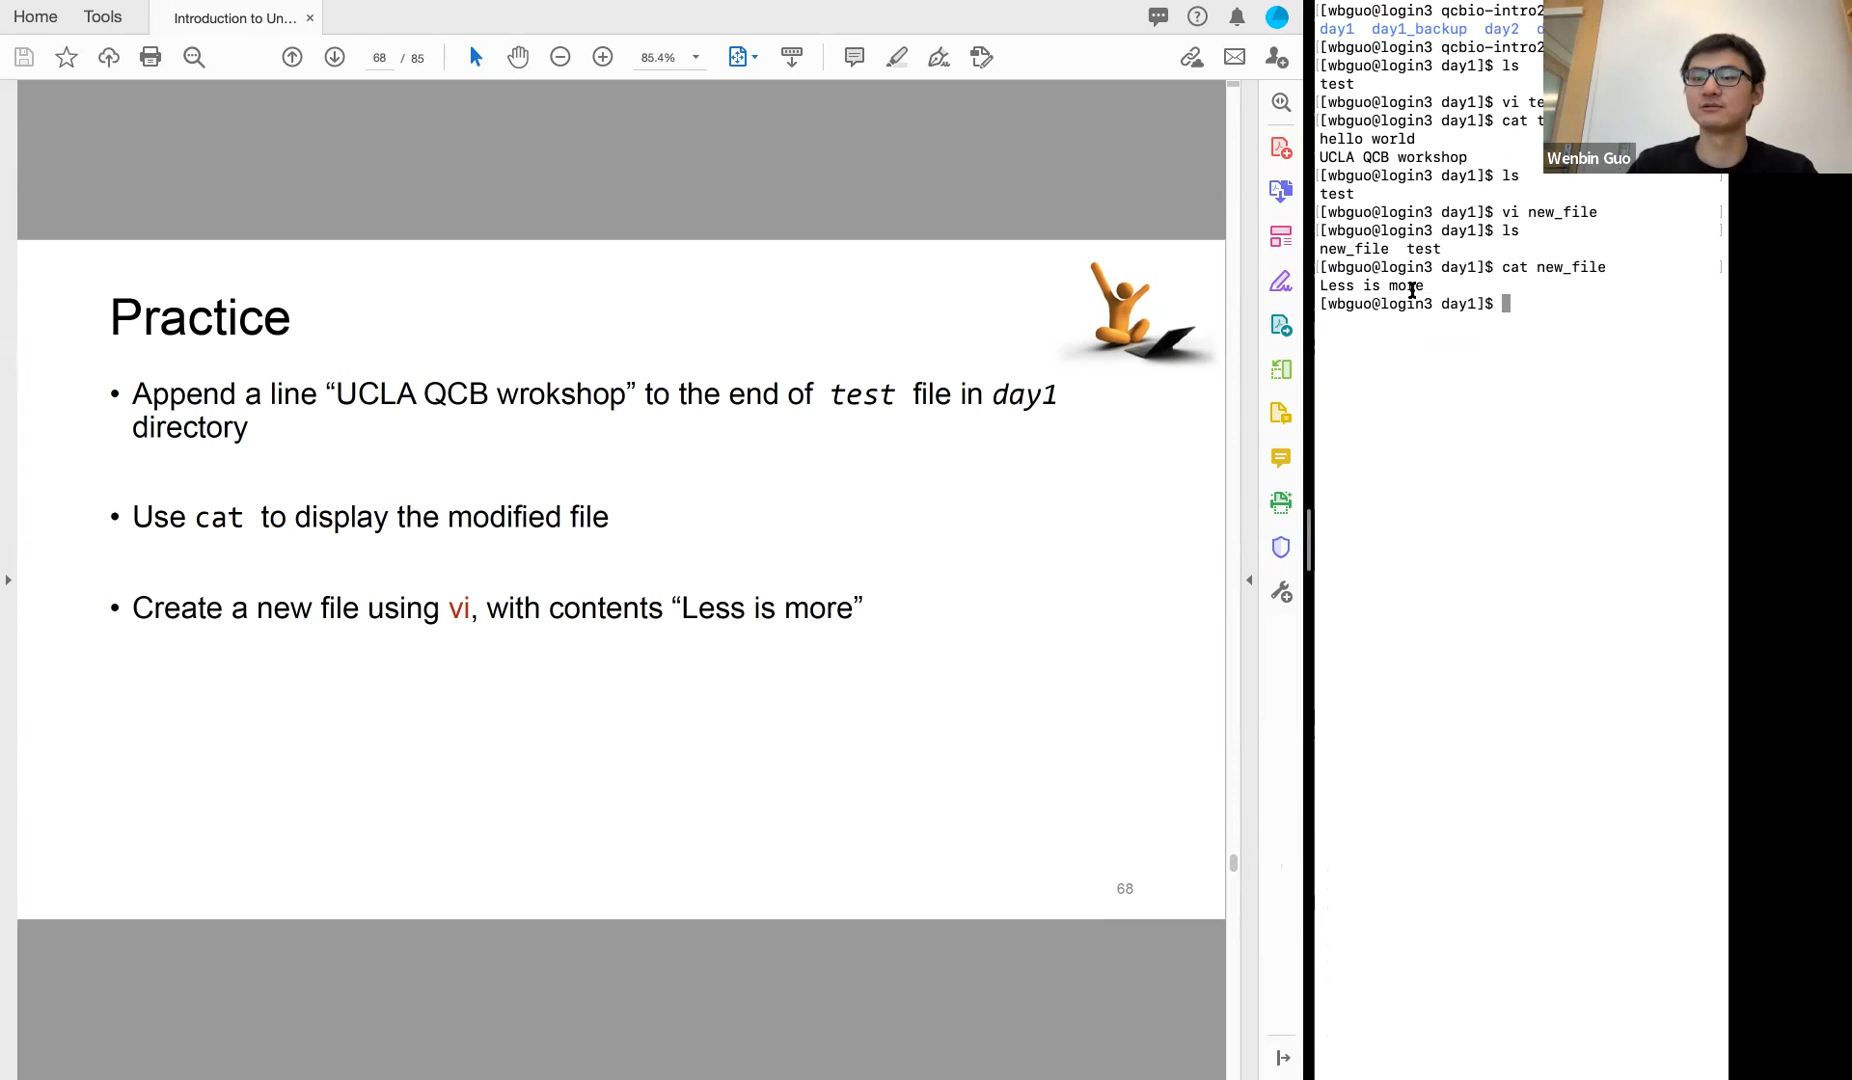 Home Tools Introduction to Un... ×
68 / 85 85.4%
Practice
• Append a line “UCLA QCB wrokshop” to the end of test file in day1
directory
• Use cat to display the modified file
• Create a new file using vi, with contents “Less is more”
68
[wbguo@login3 qcbio-intro2
day1 day1_backup day2
[wbguo@login3 qcbio-intro2
[wbguo@login3 day1]$ ls
test
[wbguo@login3 day1]$ vi te
[wbguo@login3 day1]$ cat t
hello world
UCLA QCB workshop
[wbguo@login3 day1]$ ls
test
[wbguo@login3 day1]$ vi new_file
[wbguo@login3 day1]$ ls
new_file test
[wbguo@login3 day1]$ cat new_file
Less is more
[wbguo@login3 day1]$
Wenbin Guo